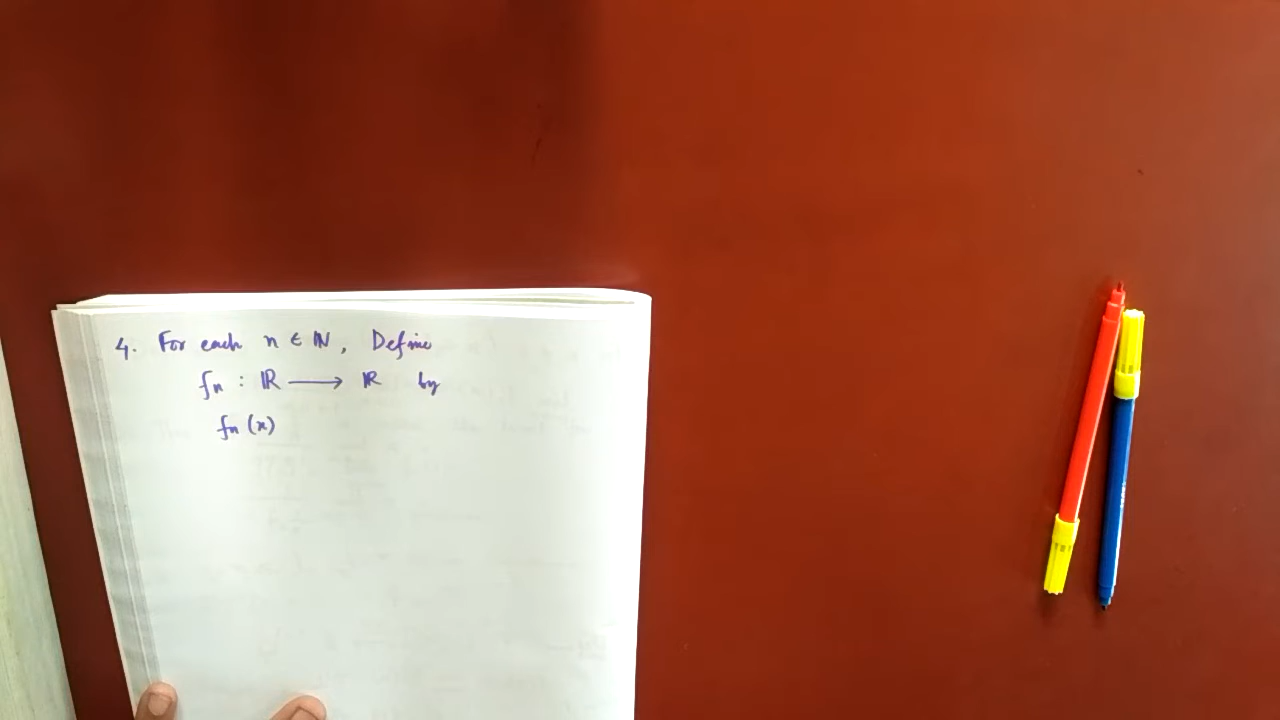 4. For each n ∈ ℕ, Define
fn : ℝ ⟶ ℝ by
fn (x)